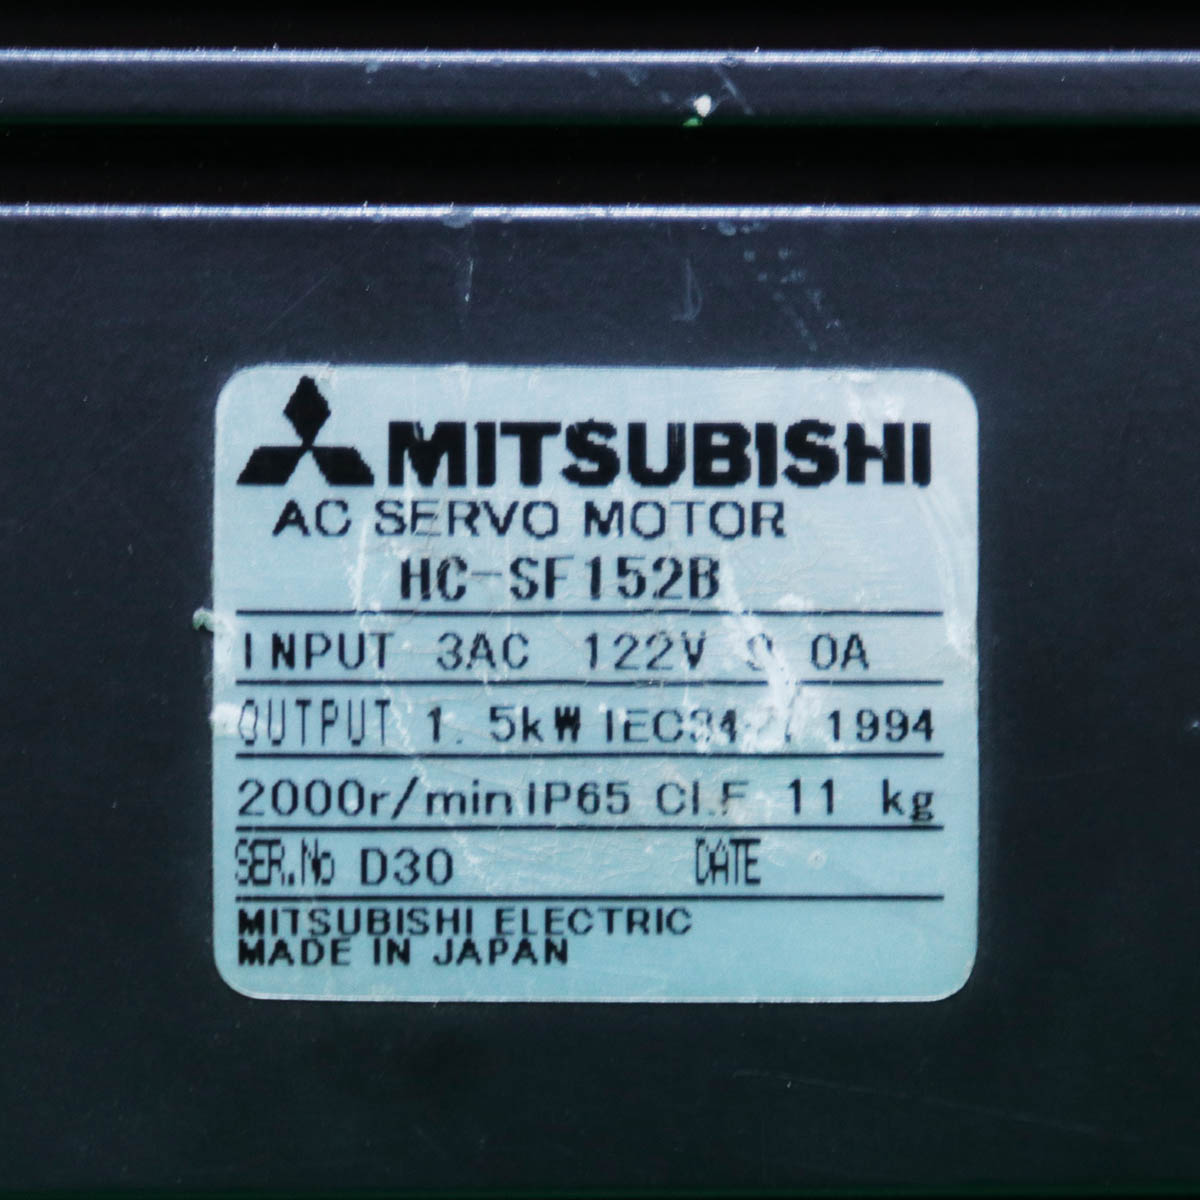 MITSUBISHI
AC SERVO MOTOR
HC-SF152B
INPUT 3AC 122V 0A
OUTPUT 1.5kW 1994
2000r/min IP65 CI.F 11 kg
SER.No D30 DATE
MITSUBISHI ELECTRIC
MADE IN JAPAN